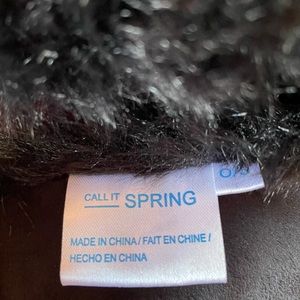 O/S
CALL IT SPRING
MADE IN CHINA / FAIT EN CHINE /
HECHO EN CHINA